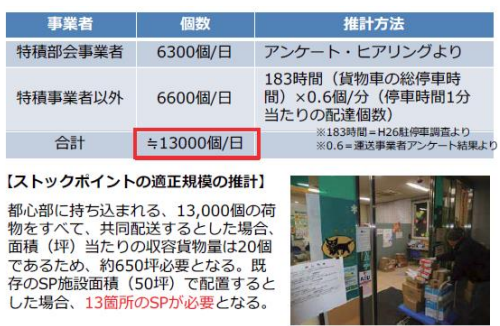 事業者 個数 推計方法
特積部会事業者 6300個/日 アンケート・ヒアリングより
特積事業者以外 6600個/日 183時間（貨物車の総停車時
間）×0.6個/分（停車時間1分
当たりの配達個数）
※183時間＝H26駐停車調査より
※0.6＝運送事業者アンケート結果より
合計 ≒13000個/日
【ストックポイントの適正規模の推計】
都心部に持ち込まれる、13,000個の荷
物をすべて、共同配送するとした場合、
面積（坪）当たりの収容貨物量は20個
であるため、約650坪必要となる。既
存のSP施設面積（50坪）で配置すると
した場合、13箇所のSPが必要となる。